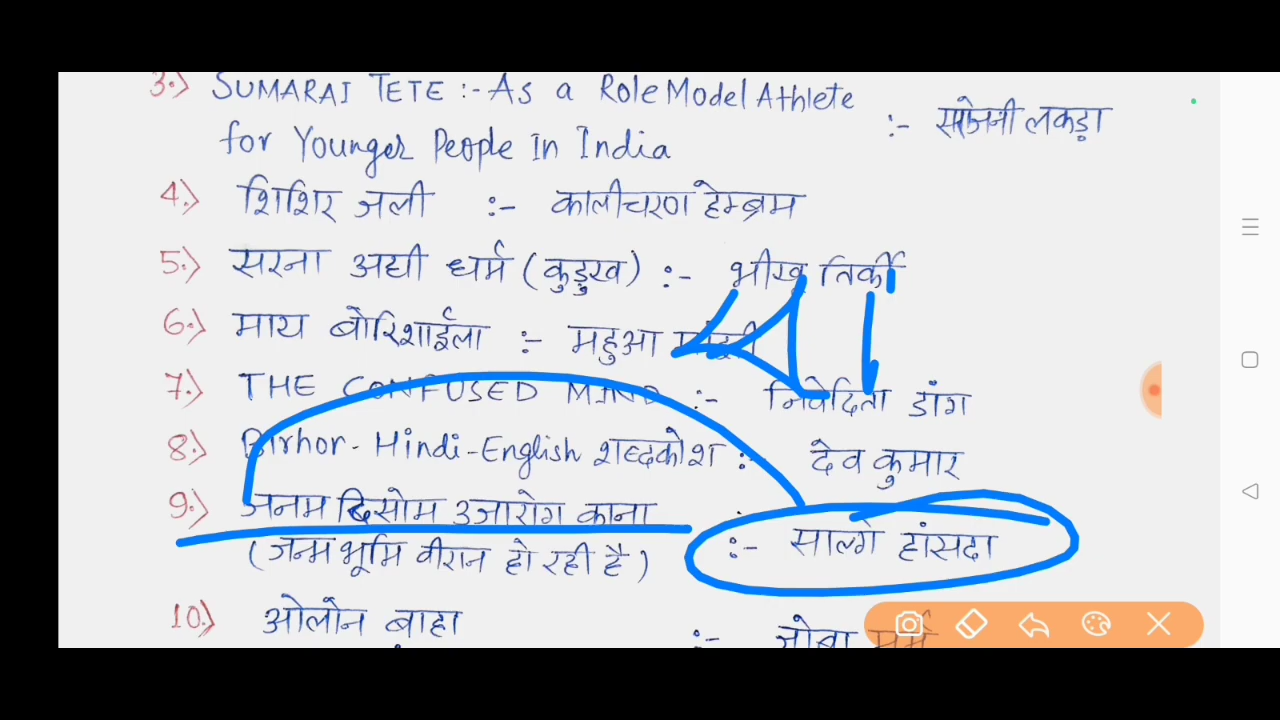 3.) SUMARAI TETE :- As a Role Model Athlete
for Younger People In India :- सरोजनी लकड़ा
4.) शिशिर जली :- कालीचरण हेम्ब्रम
5.) सरना अद्यी धर्म (कुड़ुख) :- भीखू तिर्की
6.) माय बोरिशाईला :- महुआ
7.) THE CONFUSED MIND :- निवेदिता डांग
8.) Birhor-Hindi-English शब्दकोश :- देव कुमार
9.) जनम दिसोम उजारोग काना
(जन्म भूमि वीरान हो रही है) :- साल्गे हांसदा
10.) ओलोन बाहा :- जोबा